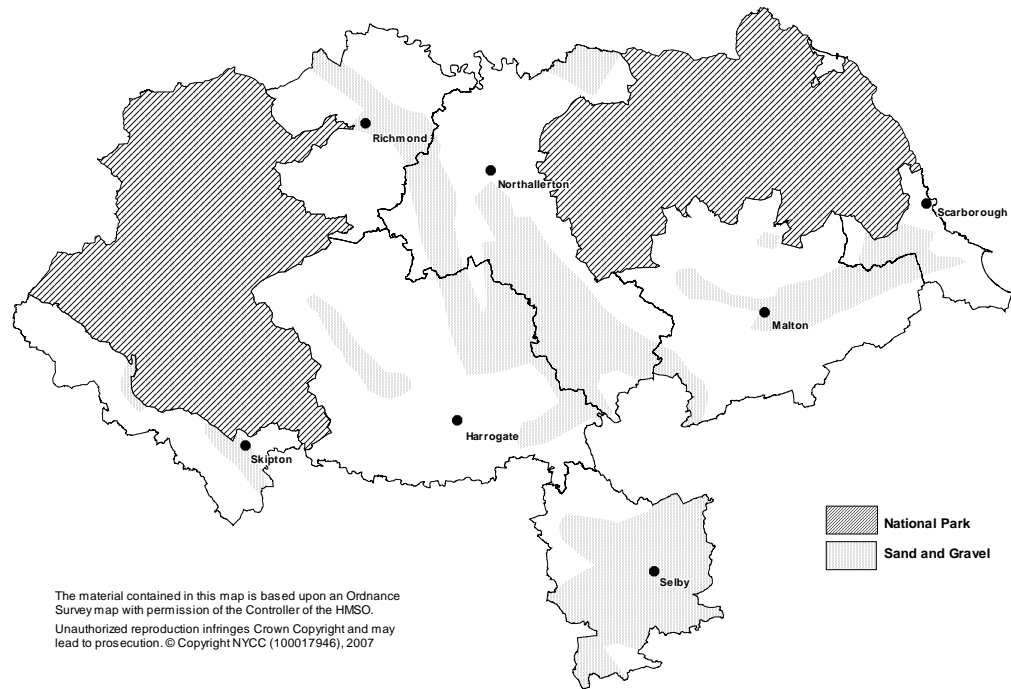 Richmond
Northallerton
Scarborough
Malton
Harrogate
Skipton
National Park
Sand and Gravel
Selby
The material contained in this map is based upon an Ordnance
Survey map with permission of the Controller of the HMSO.
Unauthorized reproduction infringes Crown Copyright and may
lead to prosecution. © Copyright NYCC (100017946), 2007